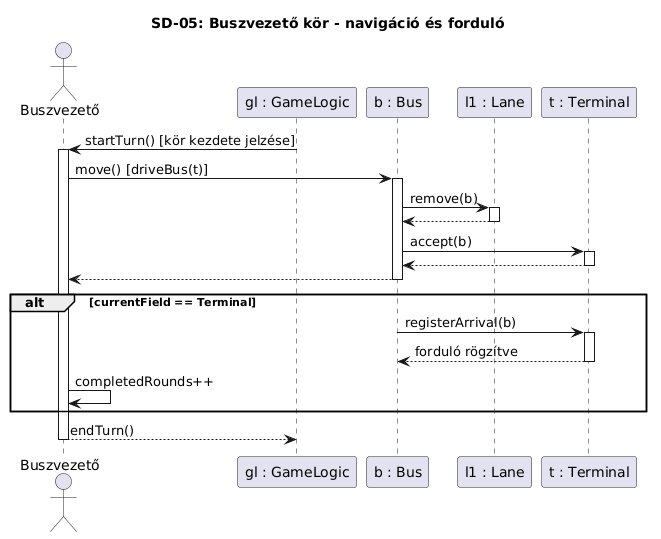 SD-05: Buszvezető kör - navigáció és forduló
Buszvezető
gl : GameLogic
b : Bus
l1 : Lane
t : Terminal
startTurn() [kör kezdete jelzése]
move() [driveBus(t)]
remove(b)
accept(b)
alt
[currentField == Terminal]
registerArrival(b)
forduló rögzítve
completedRounds++
endTurn()
Buszvezető
gl : GameLogic
b : Bus
l1 : Lane
t : Terminal